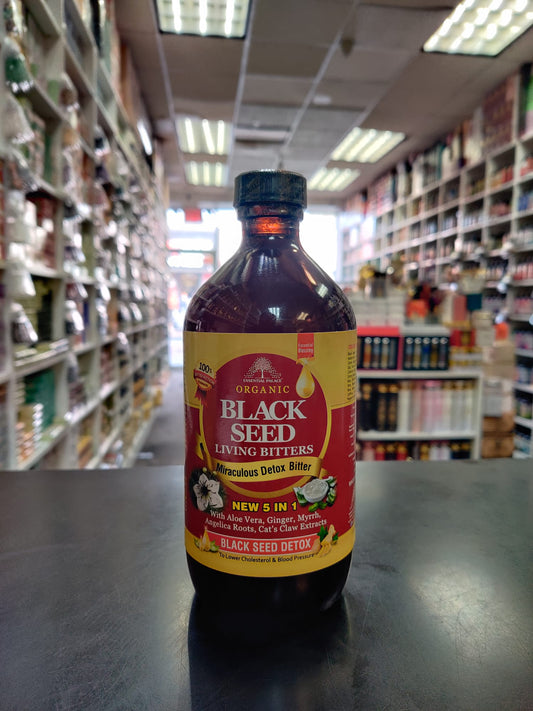 ESSENTIAL PALACE
100%
ORGANIC
BLACK
SEED
LIVING BITTERS
Miraculous Detox Bitter
NEW 5 IN 1
With Aloe Vera, Ginger, Myrrh,
Angelica Roots, Cat's Claw Extracts
BLACK SEED DETOX
To Lower Cholesterol & Blood Pressure